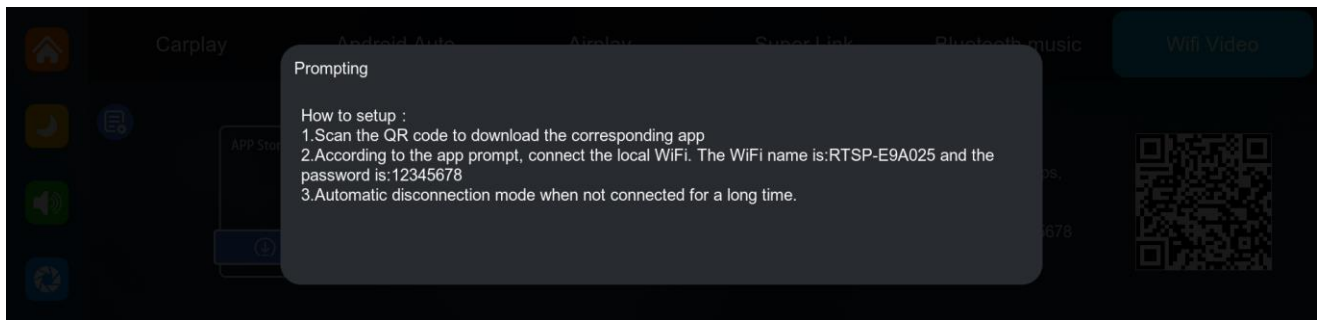 Carplay
Android Auto
Airplay
Super Link
Bluetooth music
Wifi Video
Prompting
How to setup :
1.Scan the QR code to download the corresponding app
2.According to the app prompt, connect the local WiFi. The WiFi name is:RTSP-E9A025 and the
password is:12345678
3.Automatic disconnection mode when not connected for a long time.
APP Stor
ps,
5678